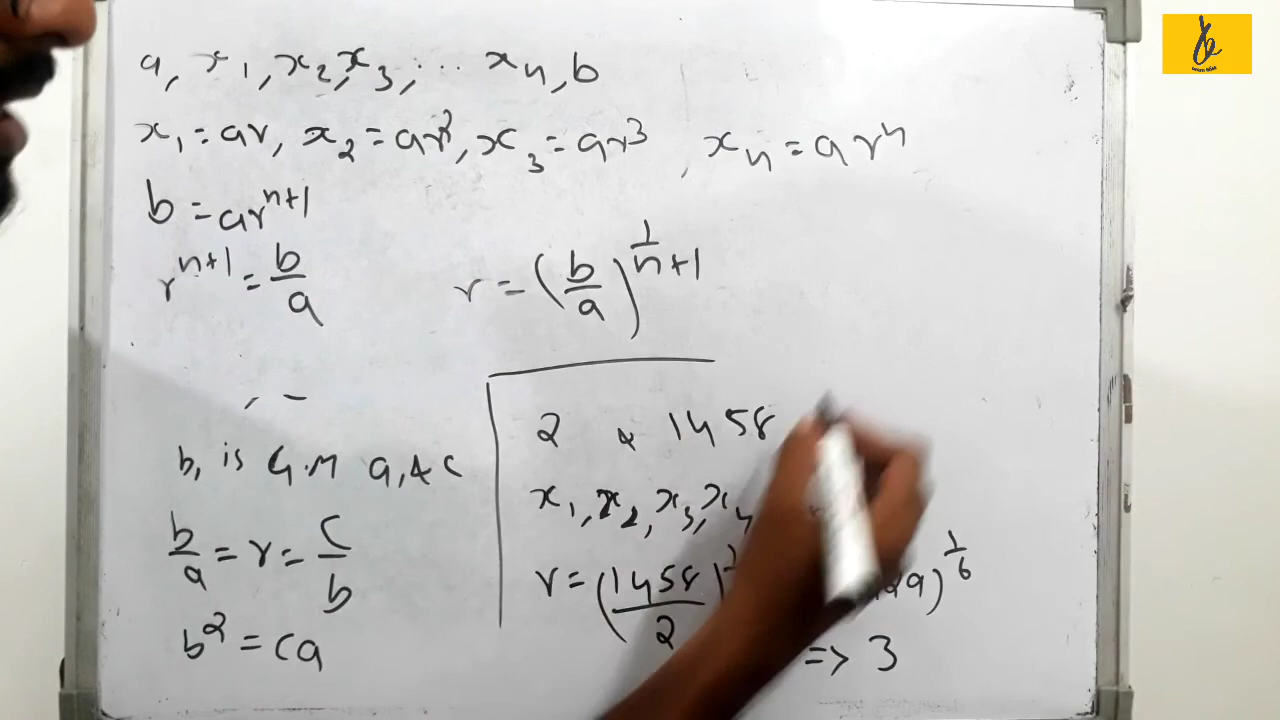 a, x₁, x₂, x₃, ... xₙ, b
x₁ = ar, x₂ = ar², x₃ = ar³, xₙ = arⁿ
b = arⁿ⁺¹
rⁿ⁺¹ = b/a
r = (b/a)^1/n+1
b, is G.M a, & c
b/a = r = c/b
b² = ca
2 & 1458
x₁, x₂, x₃, x₄
r = (1458/2)
)^1/6
=> 3